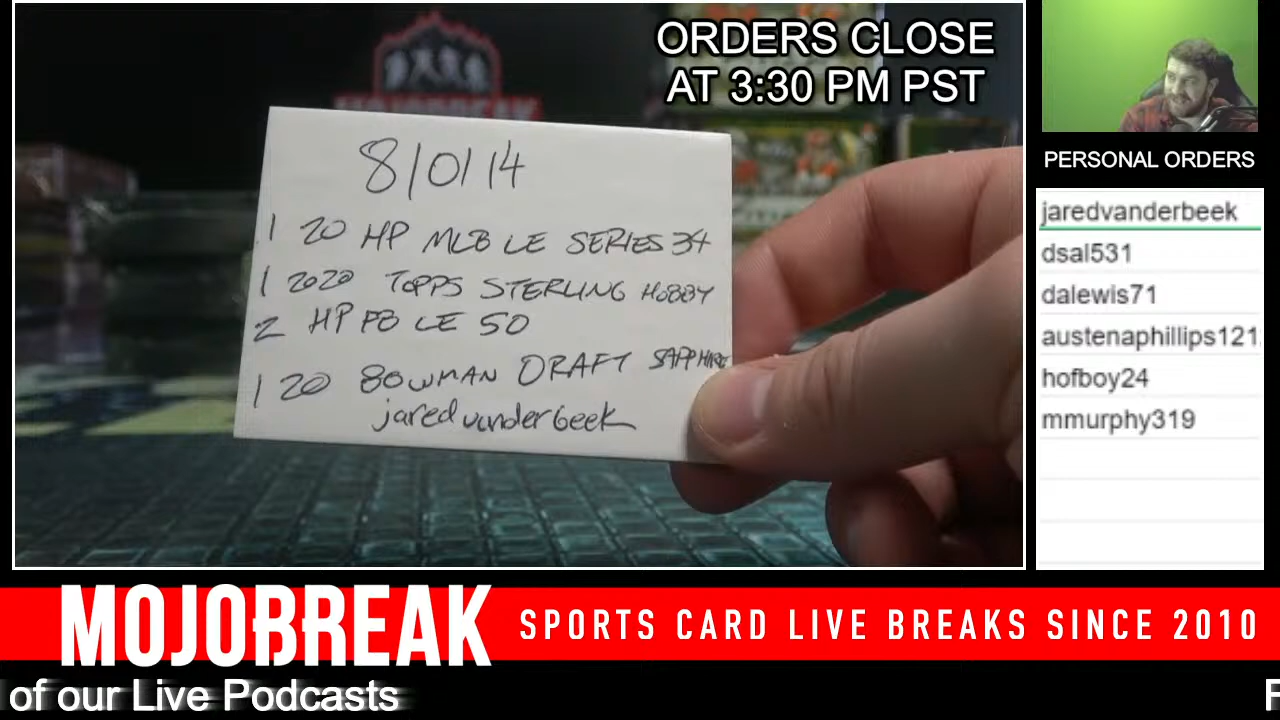 ORDERS CLOSE
AT 3:30 PM PST
MOJOBREAK
8/0/14
1 20 HP MLB LE SERIES 34
1 2020 TOPPS STERLING HOBBY
2 HP FB LE 50
1 20 BOWMAN DRAFT SAPPHIRE
jaredvanderbeek
PERSONAL ORDERS
jaredvanderbeek
dsal531
dalewis71
austenaphillips121
hofboy24
mmurphy319
MOJOBREAK
SPORTS CARD LIVE BREAKS SINCE 2010
of our Live Podcasts
F